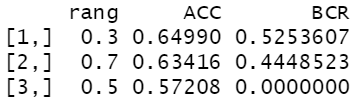 rang ACC BCR
[1,] 0.3 0.64990 0.5253607
[2,] 0.7 0.63416 0.4448523
[3,] 0.5 0.57208 0.0000000